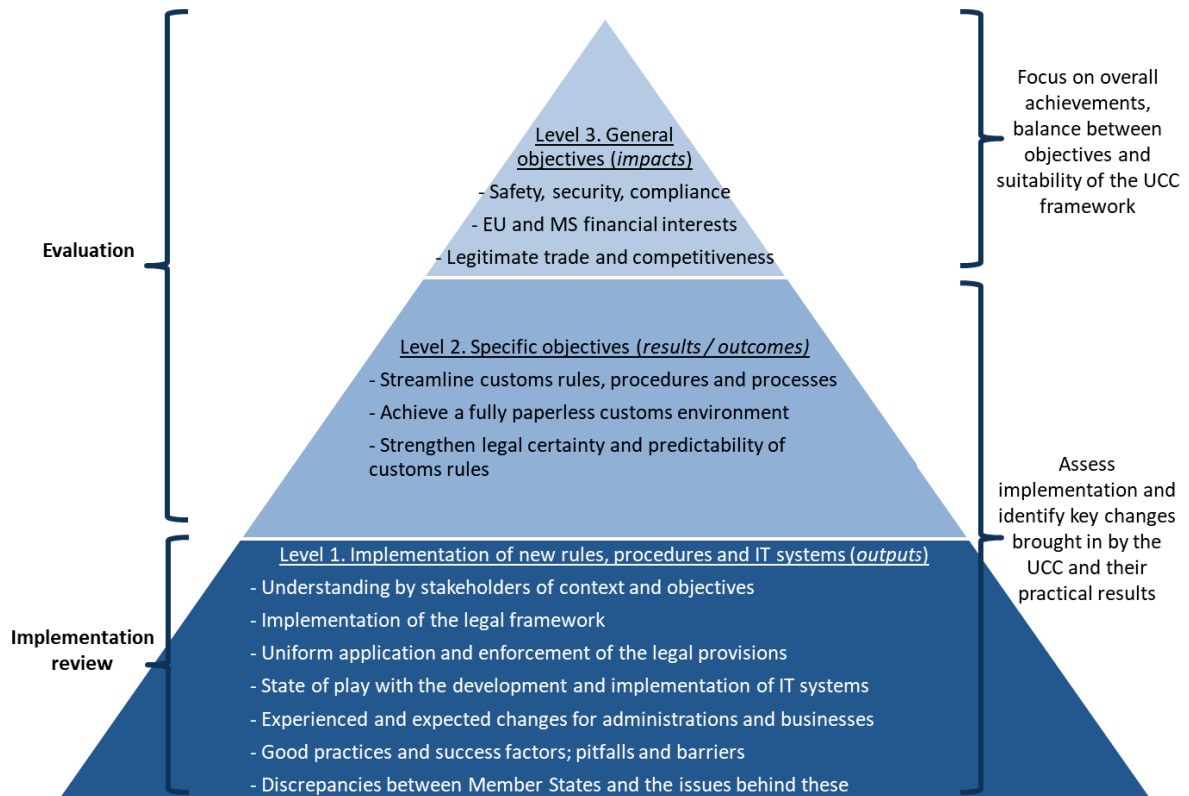 Level 3. General
objectives (impacts)
- Safety, security, compliance
- EU and MS financial interests
- Legitimate trade and competitiveness
Focus on overall
achievements,
balance between
objectives and
suitability of the UCC
framework
Evaluation
Level 2. Specific objectives (results / outcomes)
- Streamline customs rules, procedures and processes
- Achieve a fully paperless customs environment
- Strengthen legal certainty and predictability of
customs rules
Assess
implementation and
identify key changes
brought in by the
UCC and their
practical results
Level 1. Implementation of new rules, procedures and IT systems (outputs)
- Understanding by stakeholders of context and objectives
- Implementation of the legal framework
- Uniform application and enforcement of the legal provisions
- State of play with the development and implementation of IT systems
- Experienced and expected changes for administrations and businesses
- Good practices and success factors; pitfalls and barriers
- Discrepancies between Member States and the issues behind these
Implementation
review